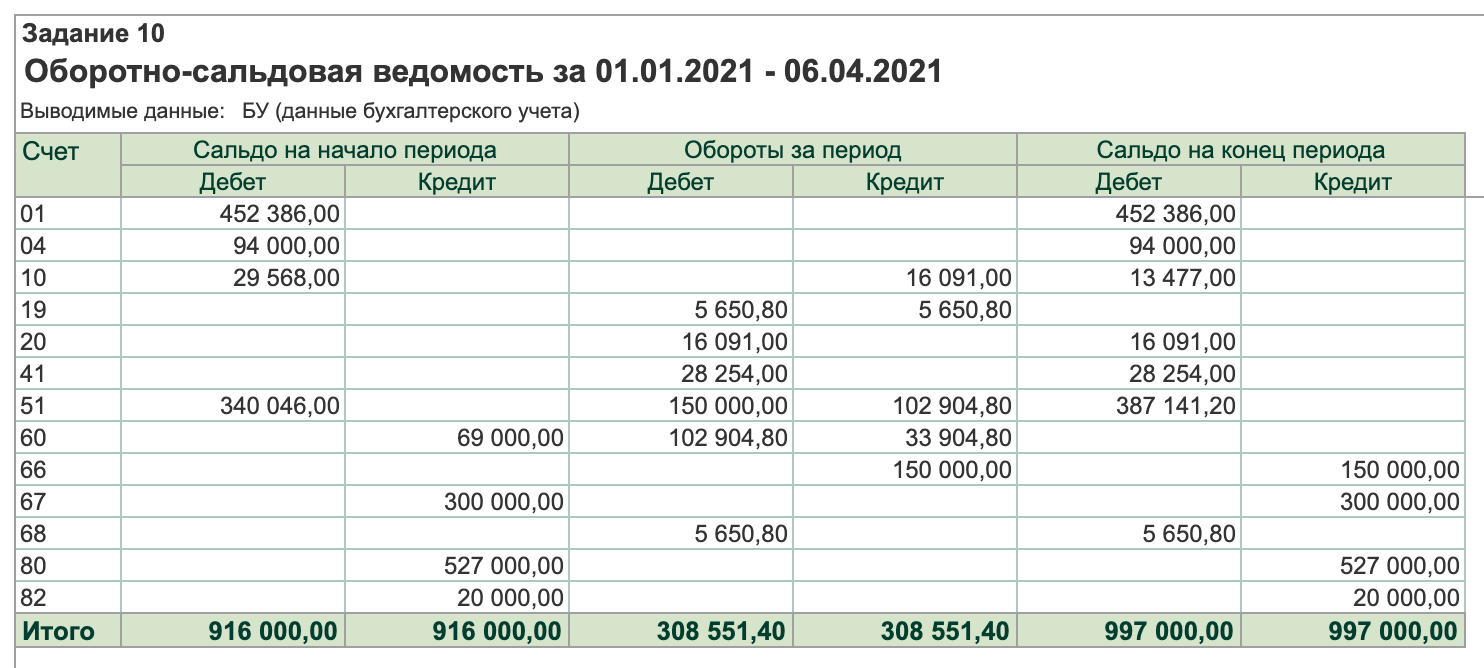 Задание 10
Оборотно-сальдовая ведомость за 01.01.2021 - 06.04.2021
Выводимые данные: БУ (данные бухгалтерского учета)
Счет Сальдо на начало периода Обороты за период Сальдо на конец периода
Дебет Кредит Дебет Кредит Дебет Кредит
01 452 386,00 452 386,00
04 94 000,00 94 000,00
10 29 568,00 16 091,00 13 477,00
19 5 650,80 5 650,80
20 16 091,00 16 091,00
41 28 254,00 28 254,00
51 340 046,00 150 000,00 102 904,80 387 141,20
60 69 000,00 102 904,80 33 904,80
66 150 000,00 150 000,00
67 300 000,00 300 000,00
68 5 650,80 5 650,80
80 527 000,00 527 000,00
82 20 000,00 20 000,00
Итого 916 000,00 916 000,00 308 551,40 308 551,40 997 000,00 997 000,00